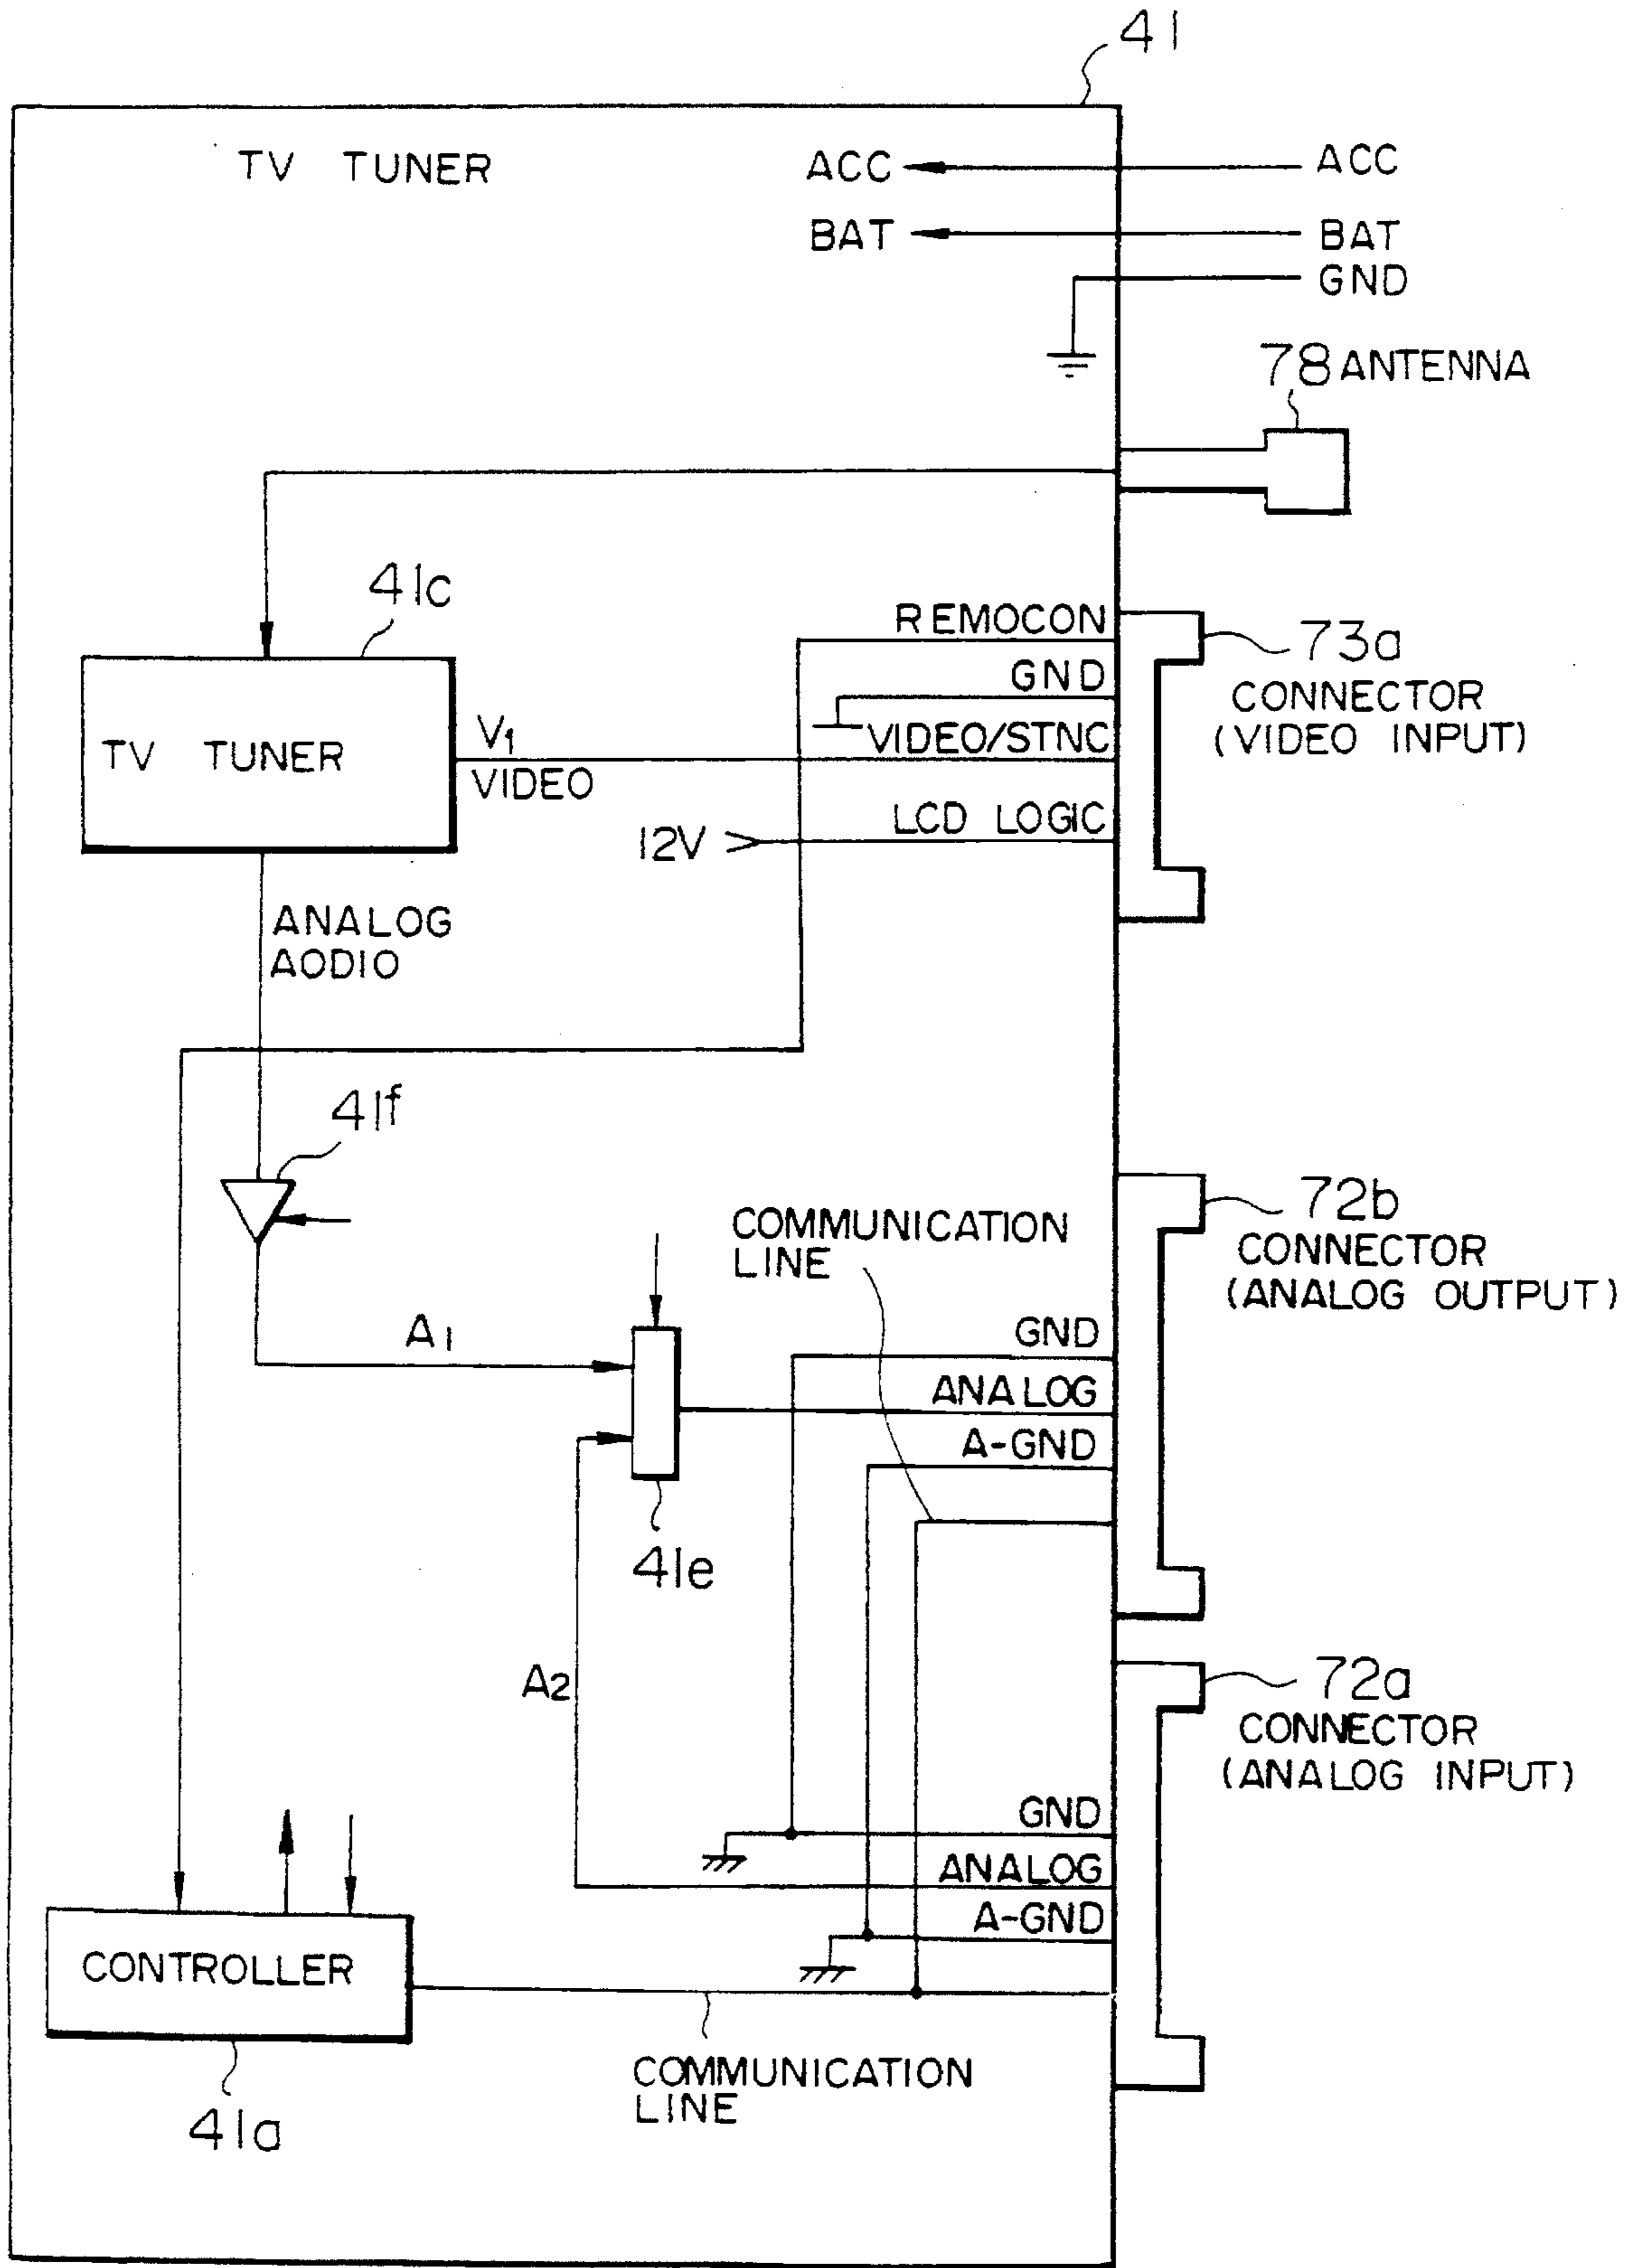 41
TV TUNER
ACC ACC
BAT BAT
GND
78 ANTENNA
41c
REMOCON
73a
GND
CONNECTOR
(VIDEO INPUT)
V1
VIDEO/STNC
TV TUNER
VIDEO
LCD LOGIC
12V
ANALOG
AODIO
41f
72b
COMMUNICATION
LINE
CONNECTOR
(ANALOG OUTPUT)
A1
GND
ANALOG
A-GND
41e
A2
72a
CONNECTOR
(ANALOG INPUT)
GND
ANALOG
A-GND
CONTROLLER
COMMUNICATION
LINE
41a